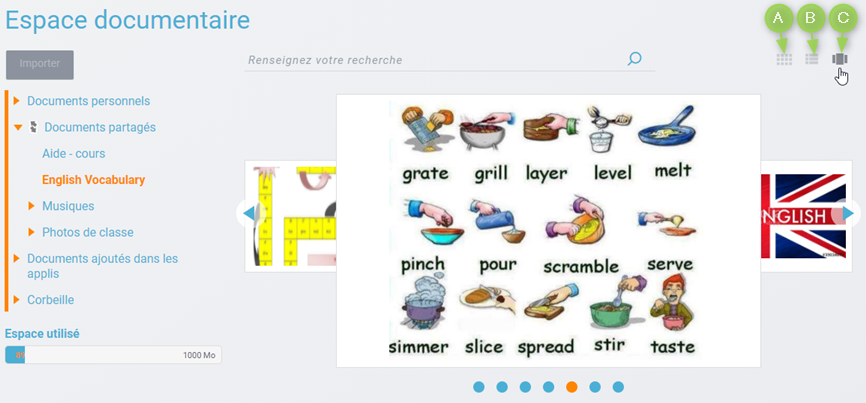 Espace documentaire
A B C
Importer
Renseignez votre recherche
Documents personnels
Documents partagés
Aide - cours
English Vocabulary
Musiques
Photos de classe
Documents ajoutés dans les
applis
Corbeille
Espace utilisé
1000 Mo
grate grill layer level melt
pinch pour scramble serve
simmer slice spread stir taste
NGLISH